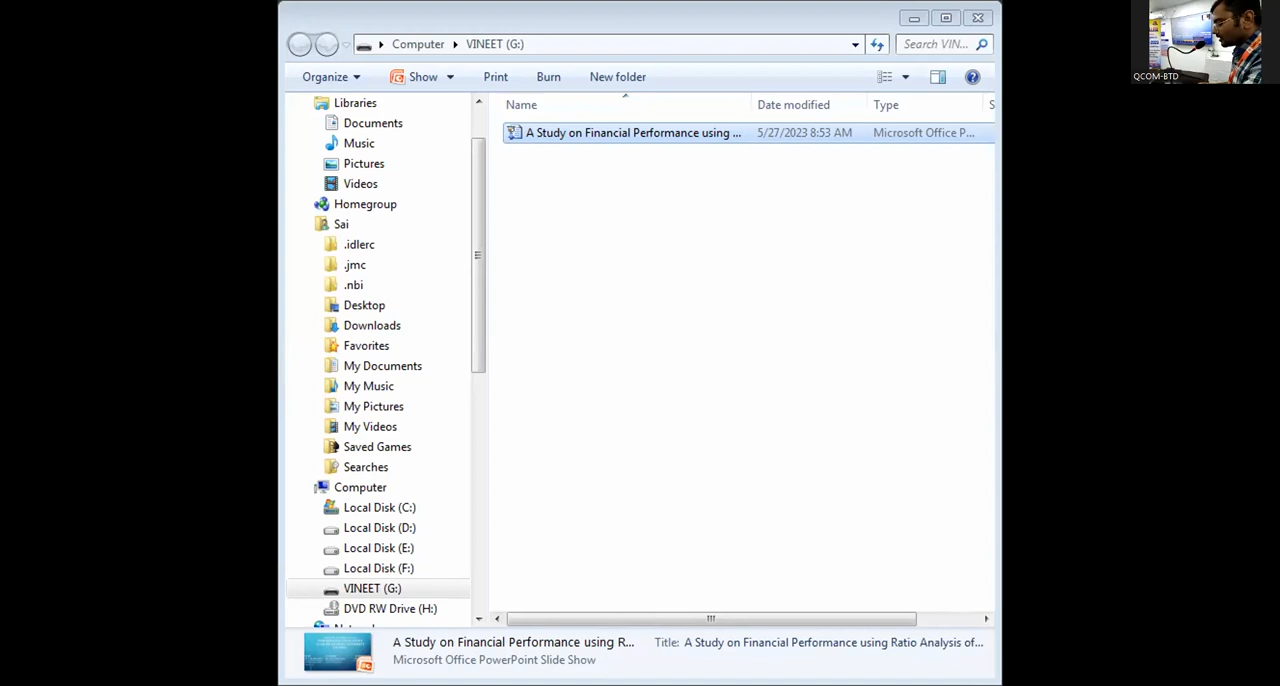 Computer VINEET (G:)
Search VIN...
Organize Show Print Burn New folder
Libraries
Documents
Music
Pictures
Videos
Homegroup
Sai
.idlerc
.jmc
.nbi
Desktop
Downloads
Favorites
My Documents
My Music
My Pictures
My Videos
Saved Games
Searches
Computer
Local Disk (C:)
Local Disk (D:)
Local Disk (E:)
Local Disk (F:)
VINEET (G:)
DVD RW Drive (H:)
Name Date modified Type S
A Study on Financial Performance using ... 5/27/2023 8:53 AM Microsoft Office P...
A Study on Financial Performance using R... Title: A Study on Financial Performance using Ratio Analysis of...
Microsoft Office PowerPoint Slide Show
QCOM-BTD